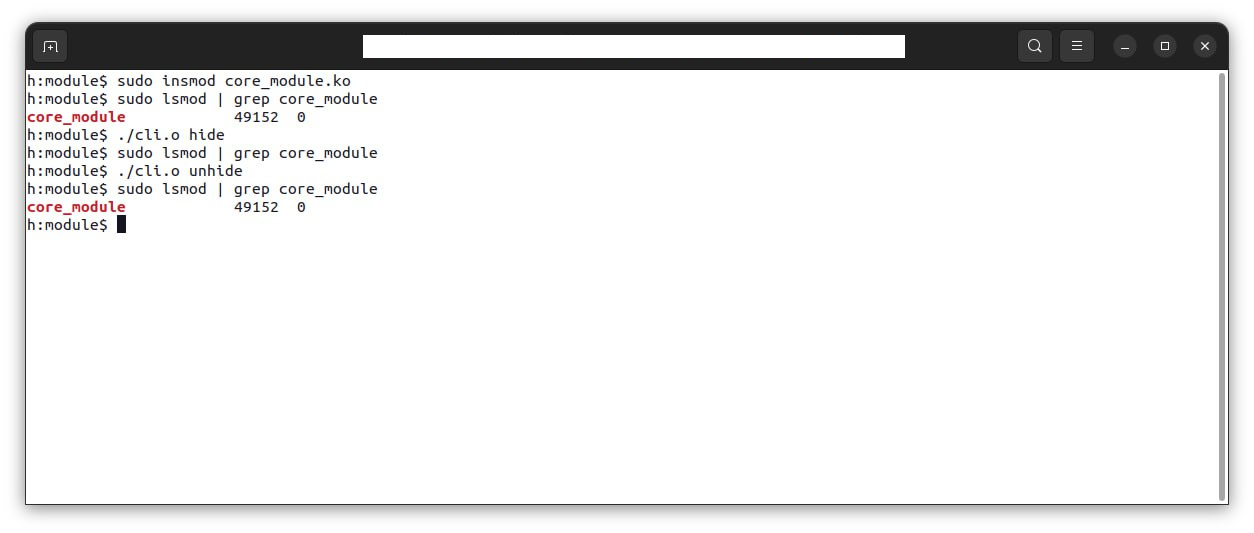 h:module$ sudo insmod core_module.ko
h:module$ sudo lsmod | grep core_module
core_module            49152  0
h:module$ ./cli.o hide
h:module$ sudo lsmod | grep core_module
h:module$ ./cli.o unhide
h:module$ sudo lsmod | grep core_module
core_module            49152  0
h:module$